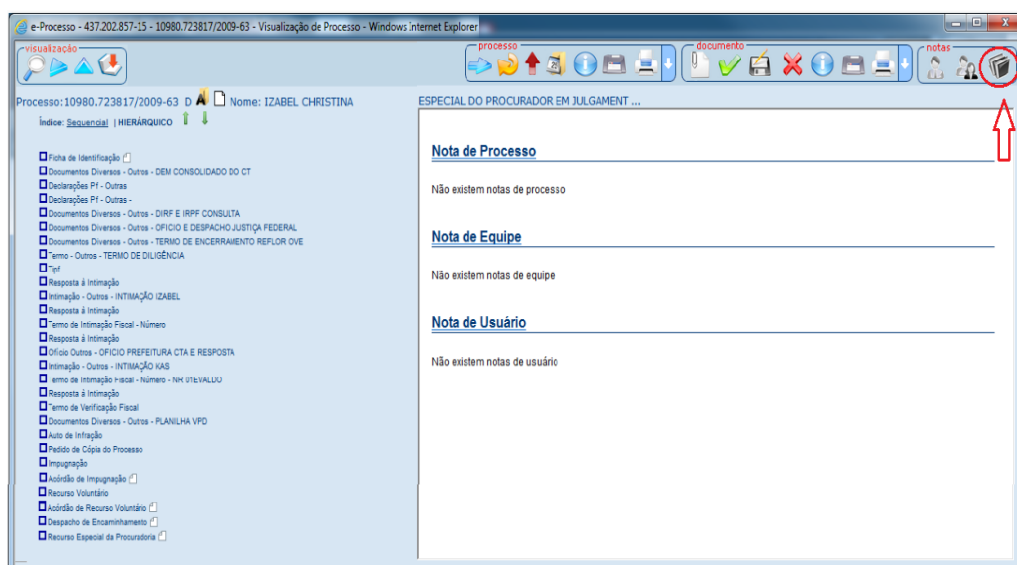 e-Processo - 437.202.857-15 - 10980.723817/2009-63 - Visualização de Processo - Windows Internet Explorer
visualização
processo
documento
notas
Processo:10980.723817/2009-63 D A Nome: IZABEL CHRISTINA
ESPECIAL DO PROCURADOR EM JULGAMENT ...
Índice: Sequencial | HIERÁRQUICO
Ficha de Identificação
Documentos Diversos - Outros - DEM CONSOLIDADO DO CT
Declarações Pf - Outras
Declarações Pf - Outras -
Documentos Diversos - Outros - DIRF E IRPF CONSULTA
Documentos Diversos - Outros - OFICIO E DESPACHO JUSTIÇA FEDERAL
Documentos Diversos - Outros - TERMO DE ENCERRAMENTO REFLOR OVE
Termo - Outros - TERMO DE DILIGÊNCIA
Tipf
Resposta á Intimação
Intimação - Outros - INTIMAÇÃO IZABEL
Resposta á Intimação
Termo de Intimação Fiscal - Número
Resposta á Intimação
Ofício Outros - OFICIO PREFEITURA CTA E RESPOSTA
Intimação - Outros - INTIMAÇÃO KAS
Termo de Intimação Fiscal - Número - NR 01EVALDO
Resposta á Intimação
Termo de Verificação Fiscal
Documentos Diversos - Outros - PLANILHA VPD
Auto de Infração
Pedido de Cópia do Processo
Impugnação
Acórdão de Impugnação
Recurso Voluntário
Acórdão de Recurso Voluntário
Despacho de Encaminhamento
Recurso Especial da Procuradoria
Nota de Processo
Não existem notas de processo
Nota de Equipe
Não existem notas de equipe
Nota de Usuário
Não existem notas de usuário